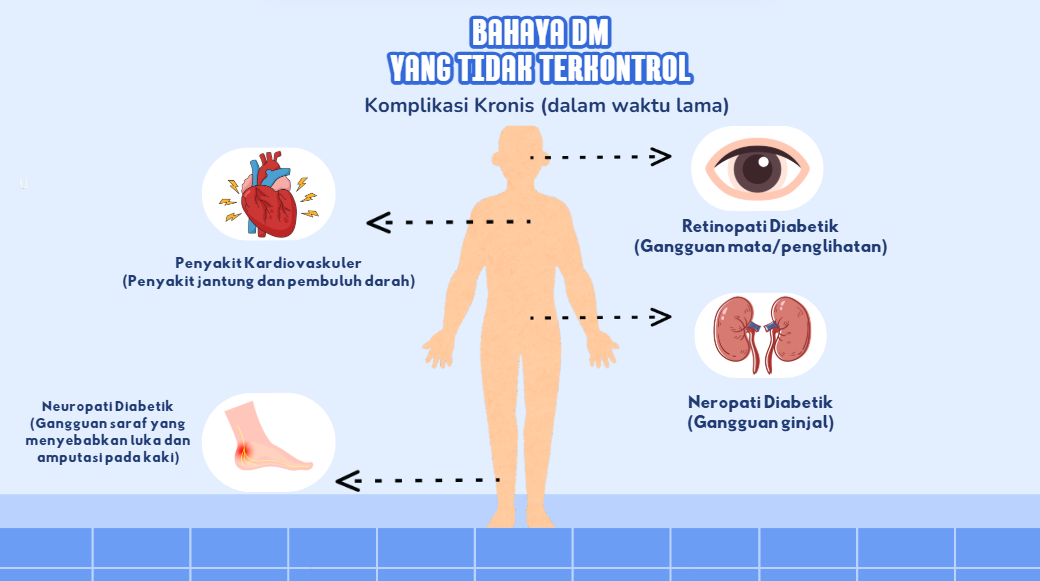 BAHAYA DM
YANG TIDAK TERKONTROL
Komplikasi Kronis (dalam waktu lama)
Penyakit Kardiovaskuler
(Penyakit jantung dan pembuluh darah)
Retinopati Diabetik
(Gangguan mata/penglihatan)
Neropati Diabetik
(Gangguan ginjal)
Neuropati Diabetik
(Gangguan saraf yang
menyebabkan luka dan
amputasi pada kaki)